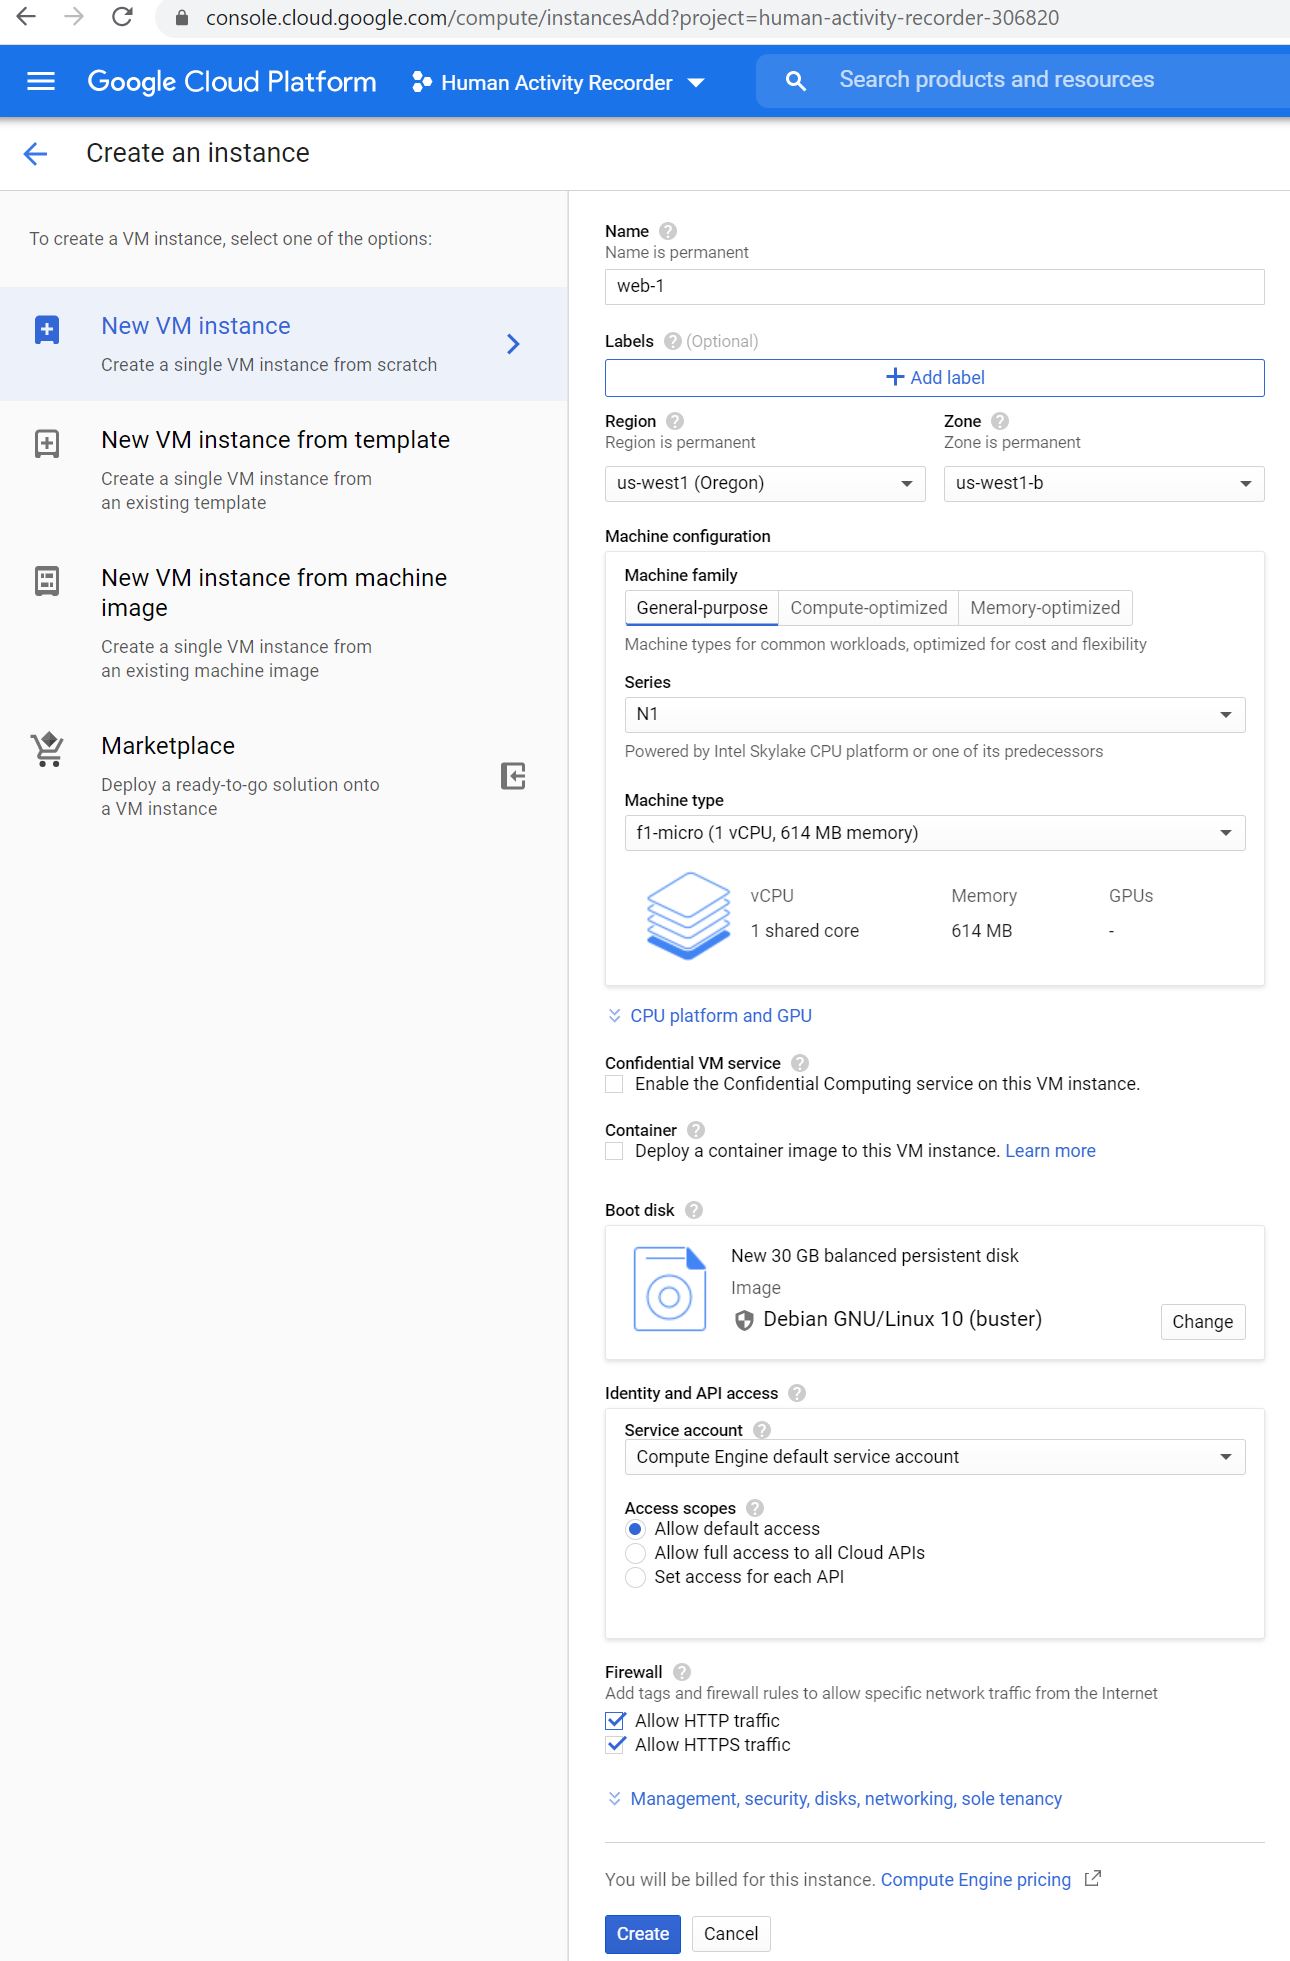 console.cloud.google.com/compute/instancesAdd?project=human-activity-recorder-306820
Google Cloud Platform
Human Activity Recorder
Search products and resources
Create an instance
To create a VM instance, select one of the options:
New VM instance
Create a single VM instance from scratch
New VM instance from template
Create a single VM instance from
an existing template
New VM instance from machine
image
Create a single VM instance from
an existing machine image
Marketplace
Deploy a ready-to-go solution onto
a VM instance
Name
Name is permanent
web-1
Labels (Optional)
Add label
Region
Region is permanent
us-west1 (Oregon)
Zone
Zone is permanent
us-west1-b
Machine configuration
Machine family
General-purpose
Compute-optimized
Memory-optimized
Machine types for common workloads, optimized for cost and flexibility
Series
N1
Powered by Intel Skylake CPU platform or one of its predecessors
Machine type
f1-micro (1 vCPU, 614 MB memory)
vCPU
Memory
GPUs
1 shared core
614 MB
-
CPU platform and GPU
Confidential VM service
Enable the Confidential Computing service on this VM instance.
Container
Deploy a container image to this VM instance. Learn more
Boot disk
New 30 GB balanced persistent disk
Image
Debian GNU/Linux 10 (buster)
Change
Identity and API access
Service account
Compute Engine default service account
Access scopes
Allow default access
Allow full access to all Cloud APIs
Set access for each API
Firewall
Add tags and firewall rules to allow specific network traffic from the Internet
Allow HTTP traffic
Allow HTTPS traffic
Management, security, disks, networking, sole tenancy
You will be billed for this instance. Compute Engine pricing
Create
Cancel